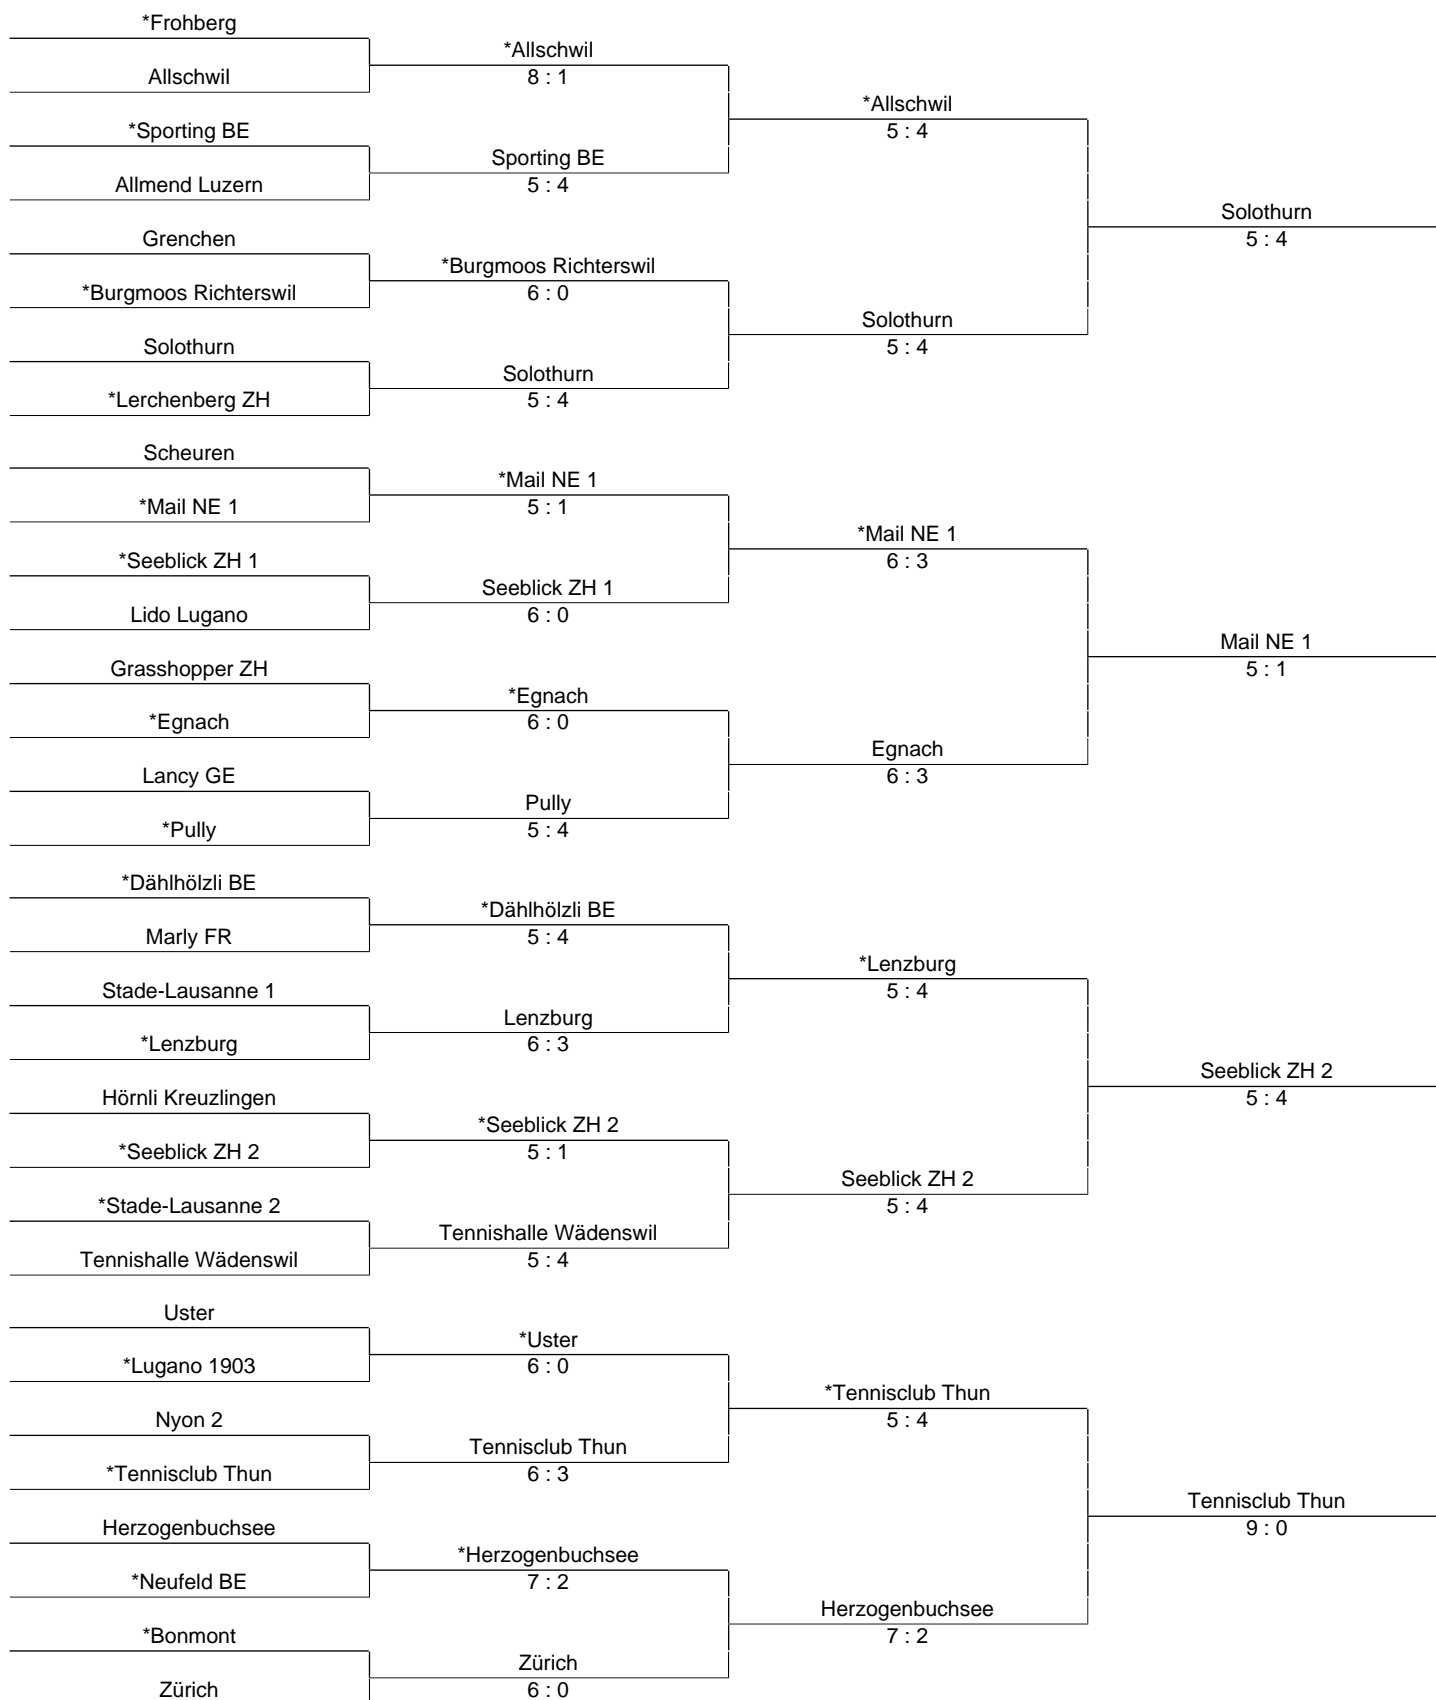 *Frohberg
Allschwil
*Sporting BE
Allmend Luzern
Grenchen
*Burgmoos Richterswil
Solothurn
*Lerchenberg ZH
Scheuren
*Mail NE 1
*Seeblick ZH 1
Lido Lugano
Grasshopper ZH
*Egnach
Lancy GE
*Pully
*Dählhölzli BE
Marly FR
Stade-Lausanne 1
*Lenzburg
Hörnli Kreuzlingen
*Seeblick ZH 2
*Stade-Lausanne 2
Tennishalle Wädenswil
Uster
*Lugano 1903
Nyon 2
*Tennisclub Thun
Herzogenbuchsee
*Neufeld BE
*Bonmont
Zürich
*Allschwil
8 : 1
Sporting BE
5 : 4
*Burgmoos Richterswil
6 : 0
Solothurn
5 : 4
*Mail NE 1
5 : 1
Seeblick ZH 1
6 : 0
*Egnach
6 : 0
Pully
5 : 4
*Dählhölzli BE
5 : 4
Lenzburg
6 : 3
*Seeblick ZH 2
5 : 1
Tennishalle Wädenswil
5 : 4
*Uster
6 : 0
Tennisclub Thun
6 : 3
*Herzogenbuchsee
7 : 2
Zürich
6 : 0
*Allschwil
5 : 4
Solothurn
5 : 4
*Mail NE 1
6 : 3
Egnach
6 : 3
*Lenzburg
5 : 4
Seeblick ZH 2
5 : 4
*Tennisclub Thun
5 : 4
Herzogenbuchsee
7 : 2
Solothurn
5 : 4
Mail NE 1
5 : 1
Seeblick ZH 2
5 : 4
Tennisclub Thun
9 : 0